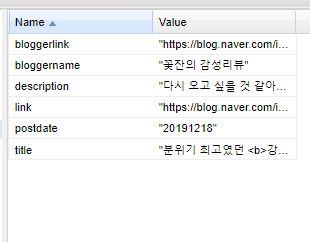 Name Value
bloggerlink "https://blog.naver.com/i...
bloggername "꽃잔의 감성리뷰"
description "다시 오고 싶을 것 같아...
link "https://blog.naver.com/i...
postdate "20191218"
title "분위기 최고였던 <b>강...